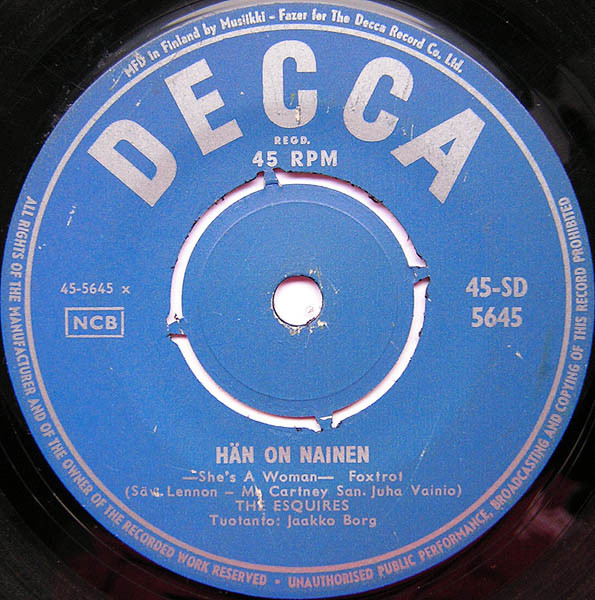 MFD in Finland by Musiikki - Fazer for The Decca Record Co. Ltd.
DECCA
REGD.
45 RPM
45-5645 x
NCB
45-SD
5645
HÄN ON NAINEN
—She's A Woman— Foxtrot
(Säv. Lennon - Mc Cartney San. Juha Vainio)
THE ESQUIRES
Tuotanto: Jaakko Borg
ALL RIGHTS OF THE MANUFACTURER AND OF THE OWNER OF THE RECORDED WORK RESERVED • UNAUTHORISED PUBLIC PERFORMANCE, BROADCASTING AND COPYING OF THIS RECORD PROHIBITED